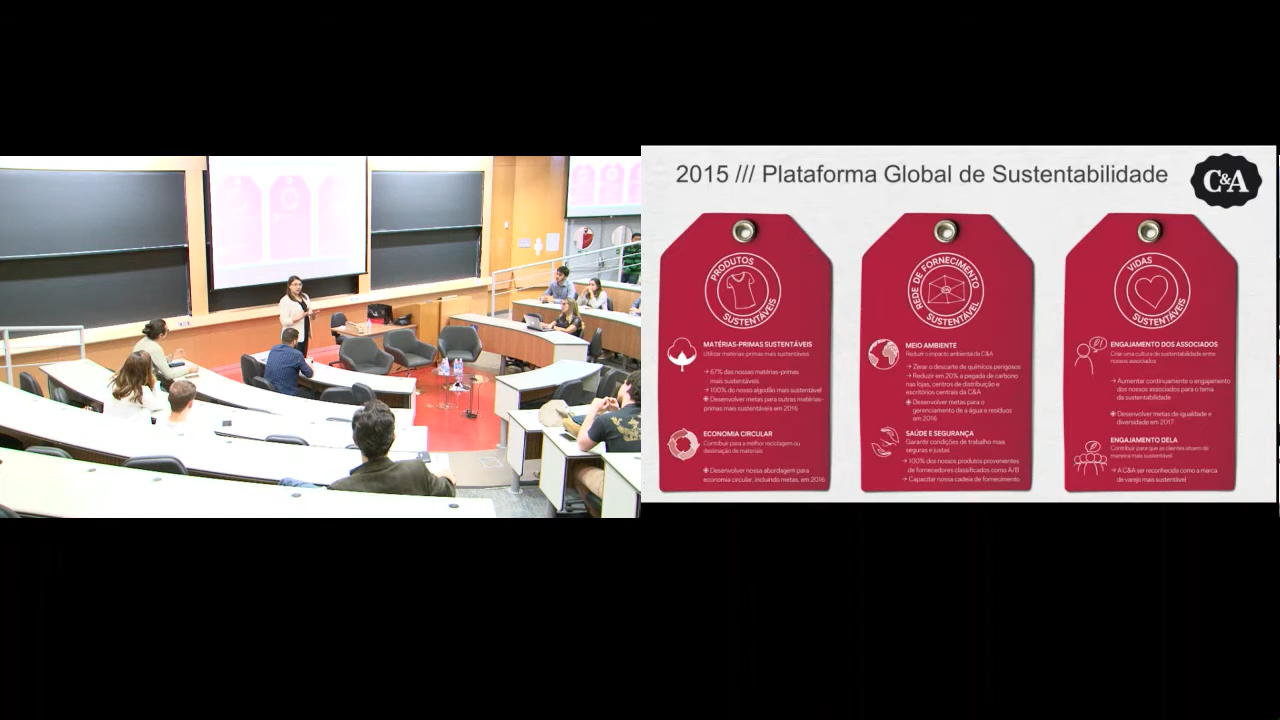 2015 /// Plataforma Global de Sustentabilidade
C&A
PRODUTOS
SUSTENTÁVEIS
MATÉRIAS-PRIMAS SUSTENTÁVEIS
Utilizar matérias-primas mais sustentáveis
→ 67% das nossas matérias-primas
mais sustentáveis
→ 100% do nosso algodão mais sustentável
Desenvolver metas para outras matérias-
primas mais sustentáveis em 2016
ECONOMIA CIRCULAR
Contribuir para a melhor reciclagem ou
destinação de materiais
Desenvolver nossa abordagem para
economia circular, incluindo metas, em 2016
REDE DE FORNECIMENTO
SUSTENTÁVEL
MEIO AMBIENTE
Reduzir o impacto ambiental da C&A
→ Zerar o descarte de químicos perigosos
→ Reduzir em 20% a pegada de carbono
nas lojas, centros de distribuição e
escritórios centrais da C&A
Desenvolver metas para o
gerenciamento de a água e resíduos
em 2016
SAÚDE E SEGURANÇA
Garantir condições de trabalho mais
seguras e justas
→ 100% dos nossos produtos provenientes
de fornecedores classificados como A/B
→ Capacitar nossa cadeia de fornecimento
VIDAS
SUSTENTÁVEIS
ENGAJAMENTO DOS ASSOCIADOS
Criar uma cultura de sustentabilidade entre
nossos associados
→ Aumentar continuamente o engajamento
dos nossos associados para o tema
da sustentabilidade
Desenvolver metas de igualdade e
diversidade em 2017
ENGAJAMENTO DELA
Contribuir para que as clientes atuem de
maneira mais sustentável
→ A C&A ser reconhecida como a marca
de varejo mais sustentável